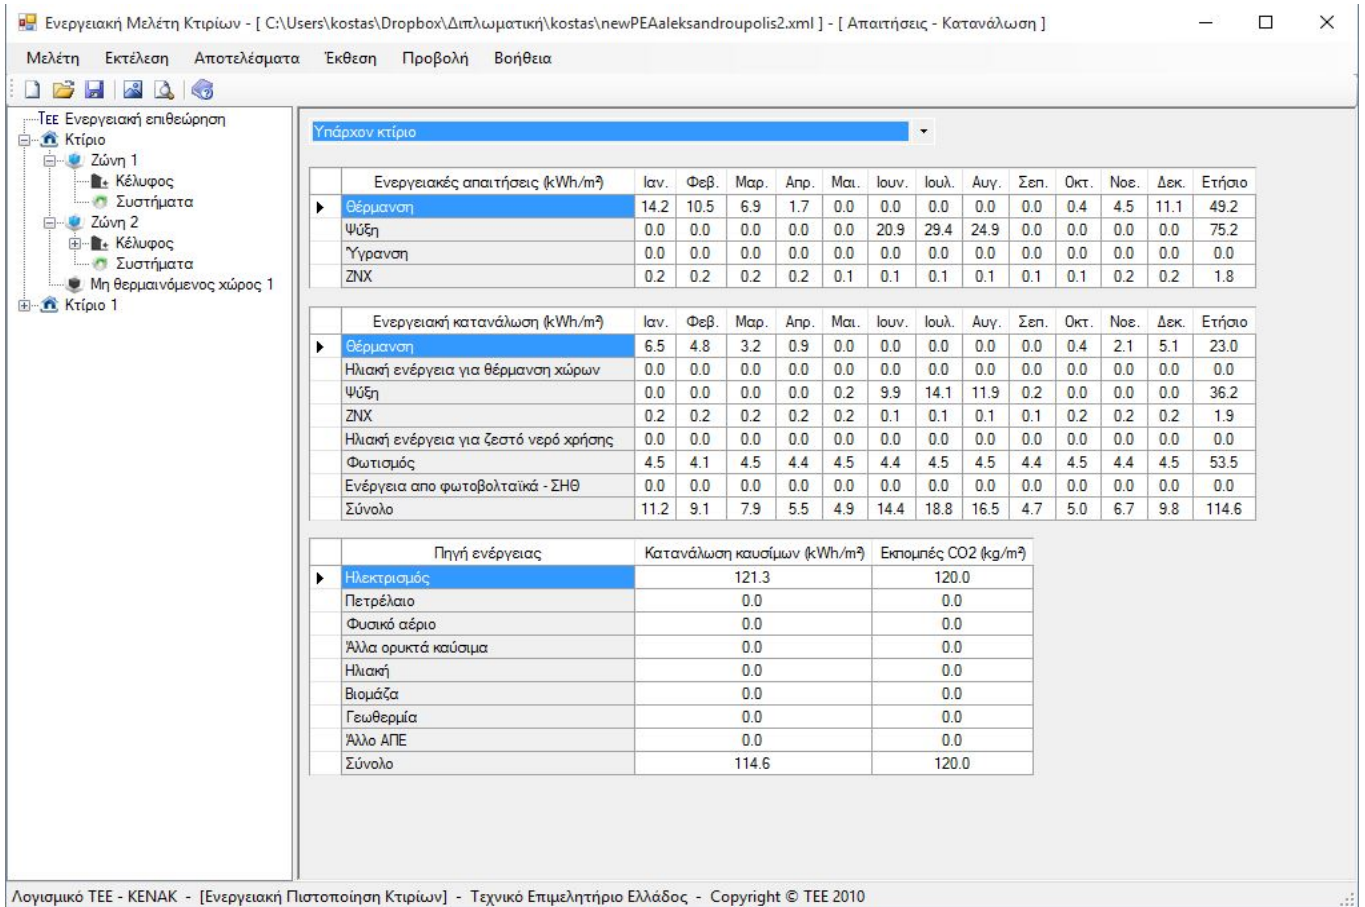 Ενεργειακή Μελέτη Κτιρίων - [ C:\Users\kostas\Dropbox\Διπλωματική\kostas\newPEAaleksandroupolis2.xml ] - [ Απαιτήσεις - Κατανάλωση ]
Μελέτη Εκτέλεση Αποτελέσματα Έκθεση Προβολή Βοήθεια
ΤΕΕ Ενεργειακή επιθεώρηση
Κτίριο
Ζώνη 1
Κέλυφος
Συστήματα
Ζώνη 2
Κέλυφος
Συστήματα
Μη θερμαινόμενος χώρος 1
Κτίριο 1
Υπάρχον κτίριο
Ενεργειακές απαιτήσεις (kWh/m²) Ιαν. Φεβ. Μαρ. Απρ. Μαι. Ιουν. Ιουλ. Αυγ. Σεπ. Οκτ. Νοε. Δεκ. Ετήσιο
Θέρμανση 14.2 10.5 6.9 1.7 0.0 0.0 0.0 0.0 0.0 0.4 4.5 11.1 49.2
Ψύξη 0.0 0.0 0.0 0.0 0.0 20.9 29.4 24.9 0.0 0.0 0.0 0.0 75.2
Ύγρανση 0.0 0.0 0.0 0.0 0.0 0.0 0.0 0.0 0.0 0.0 0.0 0.0 0.0
ΖΝΧ 0.2 0.2 0.2 0.2 0.1 0.1 0.1 0.1 0.1 0.1 0.2 0.2 1.8
Ενεργειακή κατανάλωση (kWh/m²) Ιαν. Φεβ. Μαρ. Απρ. Μαι. Ιουν. Ιουλ. Αυγ. Σεπ. Οκτ. Νοε. Δεκ. Ετήσιο
Θέρμανση 6.5 4.8 3.2 0.9 0.0 0.0 0.0 0.0 0.0 0.4 2.1 5.1 23.0
Ηλιακή ενέργεια για θέρμανση χώρων 0.0 0.0 0.0 0.0 0.0 0.0 0.0 0.0 0.0 0.0 0.0 0.0 0.0
Ψύξη 0.0 0.0 0.0 0.0 0.2 9.9 14.1 11.9 0.2 0.0 0.0 0.0 36.2
ΖΝΧ 0.2 0.2 0.2 0.2 0.2 0.1 0.1 0.1 0.1 0.2 0.2 0.2 1.9
Ηλιακή ενέργεια για ζεστό νερό χρήσης 0.0 0.0 0.0 0.0 0.0 0.0 0.0 0.0 0.0 0.0 0.0 0.0 0.0
Φωτισμός 4.5 4.1 4.5 4.4 4.5 4.4 4.5 4.5 4.4 4.5 4.4 4.5 53.5
Ενέργεια απο φωτοβολταϊκά - ΣΗΘ 0.0 0.0 0.0 0.0 0.0 0.0 0.0 0.0 0.0 0.0 0.0 0.0 0.0
Σύνολο 11.2 9.1 7.9 5.5 4.9 14.4 18.8 16.5 4.7 5.0 6.7 9.8 114.6
Πηγή ενέργειας Κατανάλωση καυσίμων (kWh/m²) Εκπομπές CO2 (kg/m²)
Ηλεκτρισμός 121.3 120.0
Πετρέλαιο 0.0 0.0
Φυσικό αέριο 0.0 0.0
Άλλα ορυκτά καύσιμα 0.0 0.0
Ηλιακή 0.0 0.0
Βιομάζα 0.0 0.0
Γεωθερμία 0.0 0.0
Άλλο ΑΠΕ 0.0 0.0
Σύνολο 114.6 120.0
Λογισμικό ΤΕΕ - ΚΕΝΑΚ - [Ενεργειακή Πιστοποίηση Κτιρίων] - Τεχνικό Επιμελητήριο Ελλάδος - Copyright © ΤΕΕ 2010